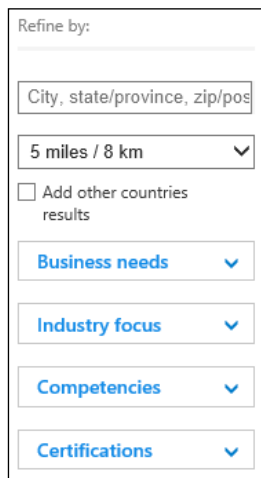 Refine by:
City, state/province, zip/pos
5 miles / 8 km
Add other countries
results
Business needs
Industry focus
Competencies
Certifications